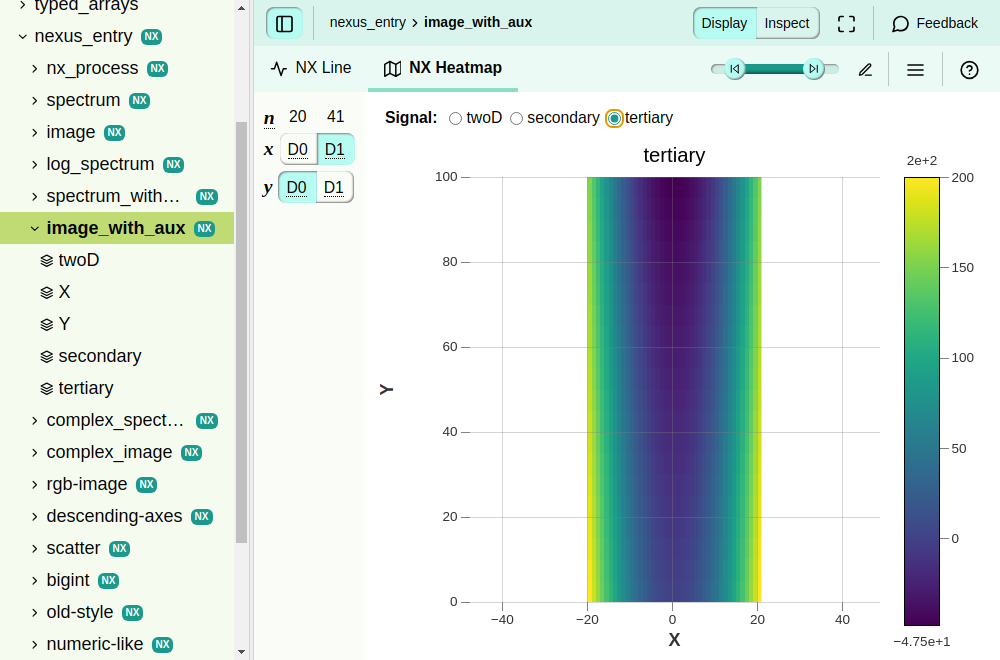 typed_arrays
nexus_entry NX
nx_process NX
spectrum NX
image NX
log_spectrum NX
spectrum_with… NX
image_with_aux NX
twoD
X
Y
secondary
tertiary
complex_spect… NX
complex_image NX
rgb-image NX
descending-axes NX
scatter NX
bigint NX
old-style NX
numeric-like NX
nexus_entry › image_with_aux
Display Inspect
Feedback
NX Line NX Heatmap
n 20 41
x D0 D1
y D0 D1
Signal: twoD secondary tertiary
tertiary
100
80
60
40
20
0
Y
−40 −20 0 20 40
X
2e+2
200
150
100
50
0
−4.75e+1